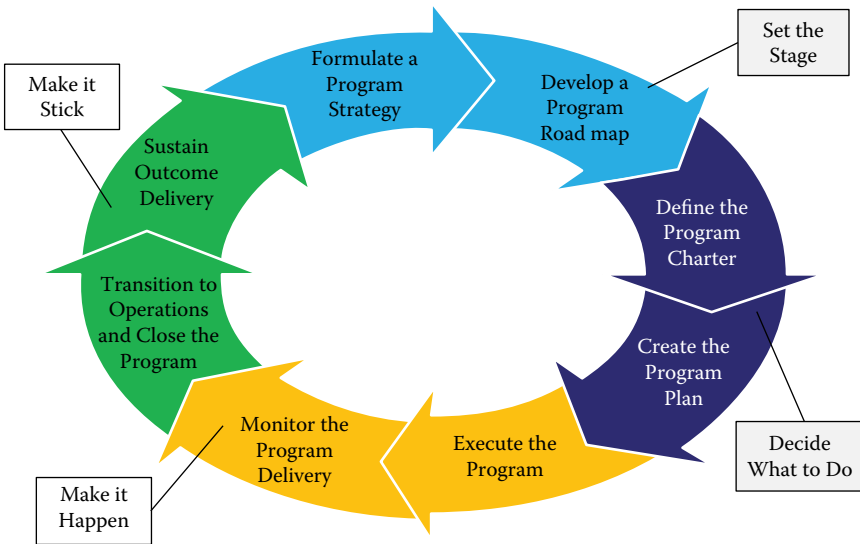 Formulate a
Program
Strategy
Develop a
Program
Road map
Set the
Stage
Define the
Program
Charter
Create the
Program
Plan
Decide
What to Do
Execute the
Program
Monitor the
Program
Delivery
Make it
Happen
Transition to
Operations
and Close the
Program
Sustain
Outcome
Delivery
Make it
Stick